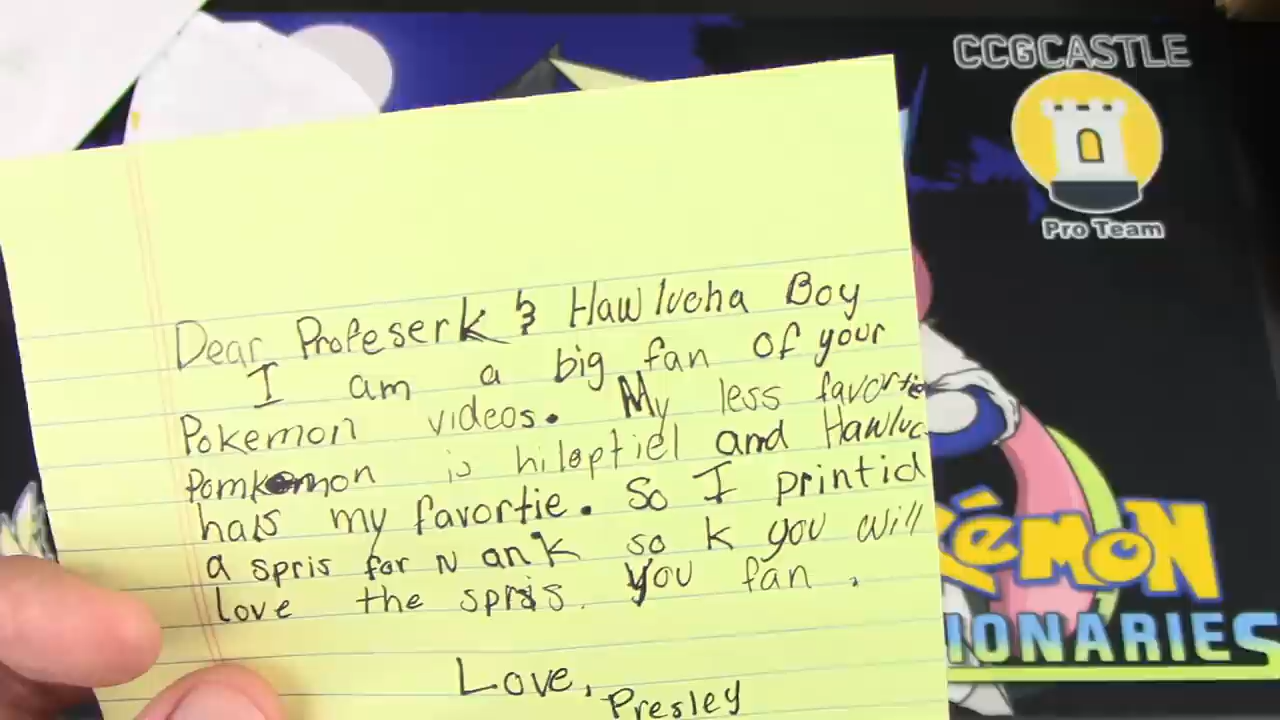 CCGCASTLE
Pro Team
Dear Profeserk & Hawlucha Boy
I am a big fan of your
Pokemon videos. My less favortie
Pomkemon is hiloptiel and Hawluc
hais my favortie. So I printid
a spris for N an K so K you will
love the spris. You fan.
Love,
Presley
kémon
IONARIES